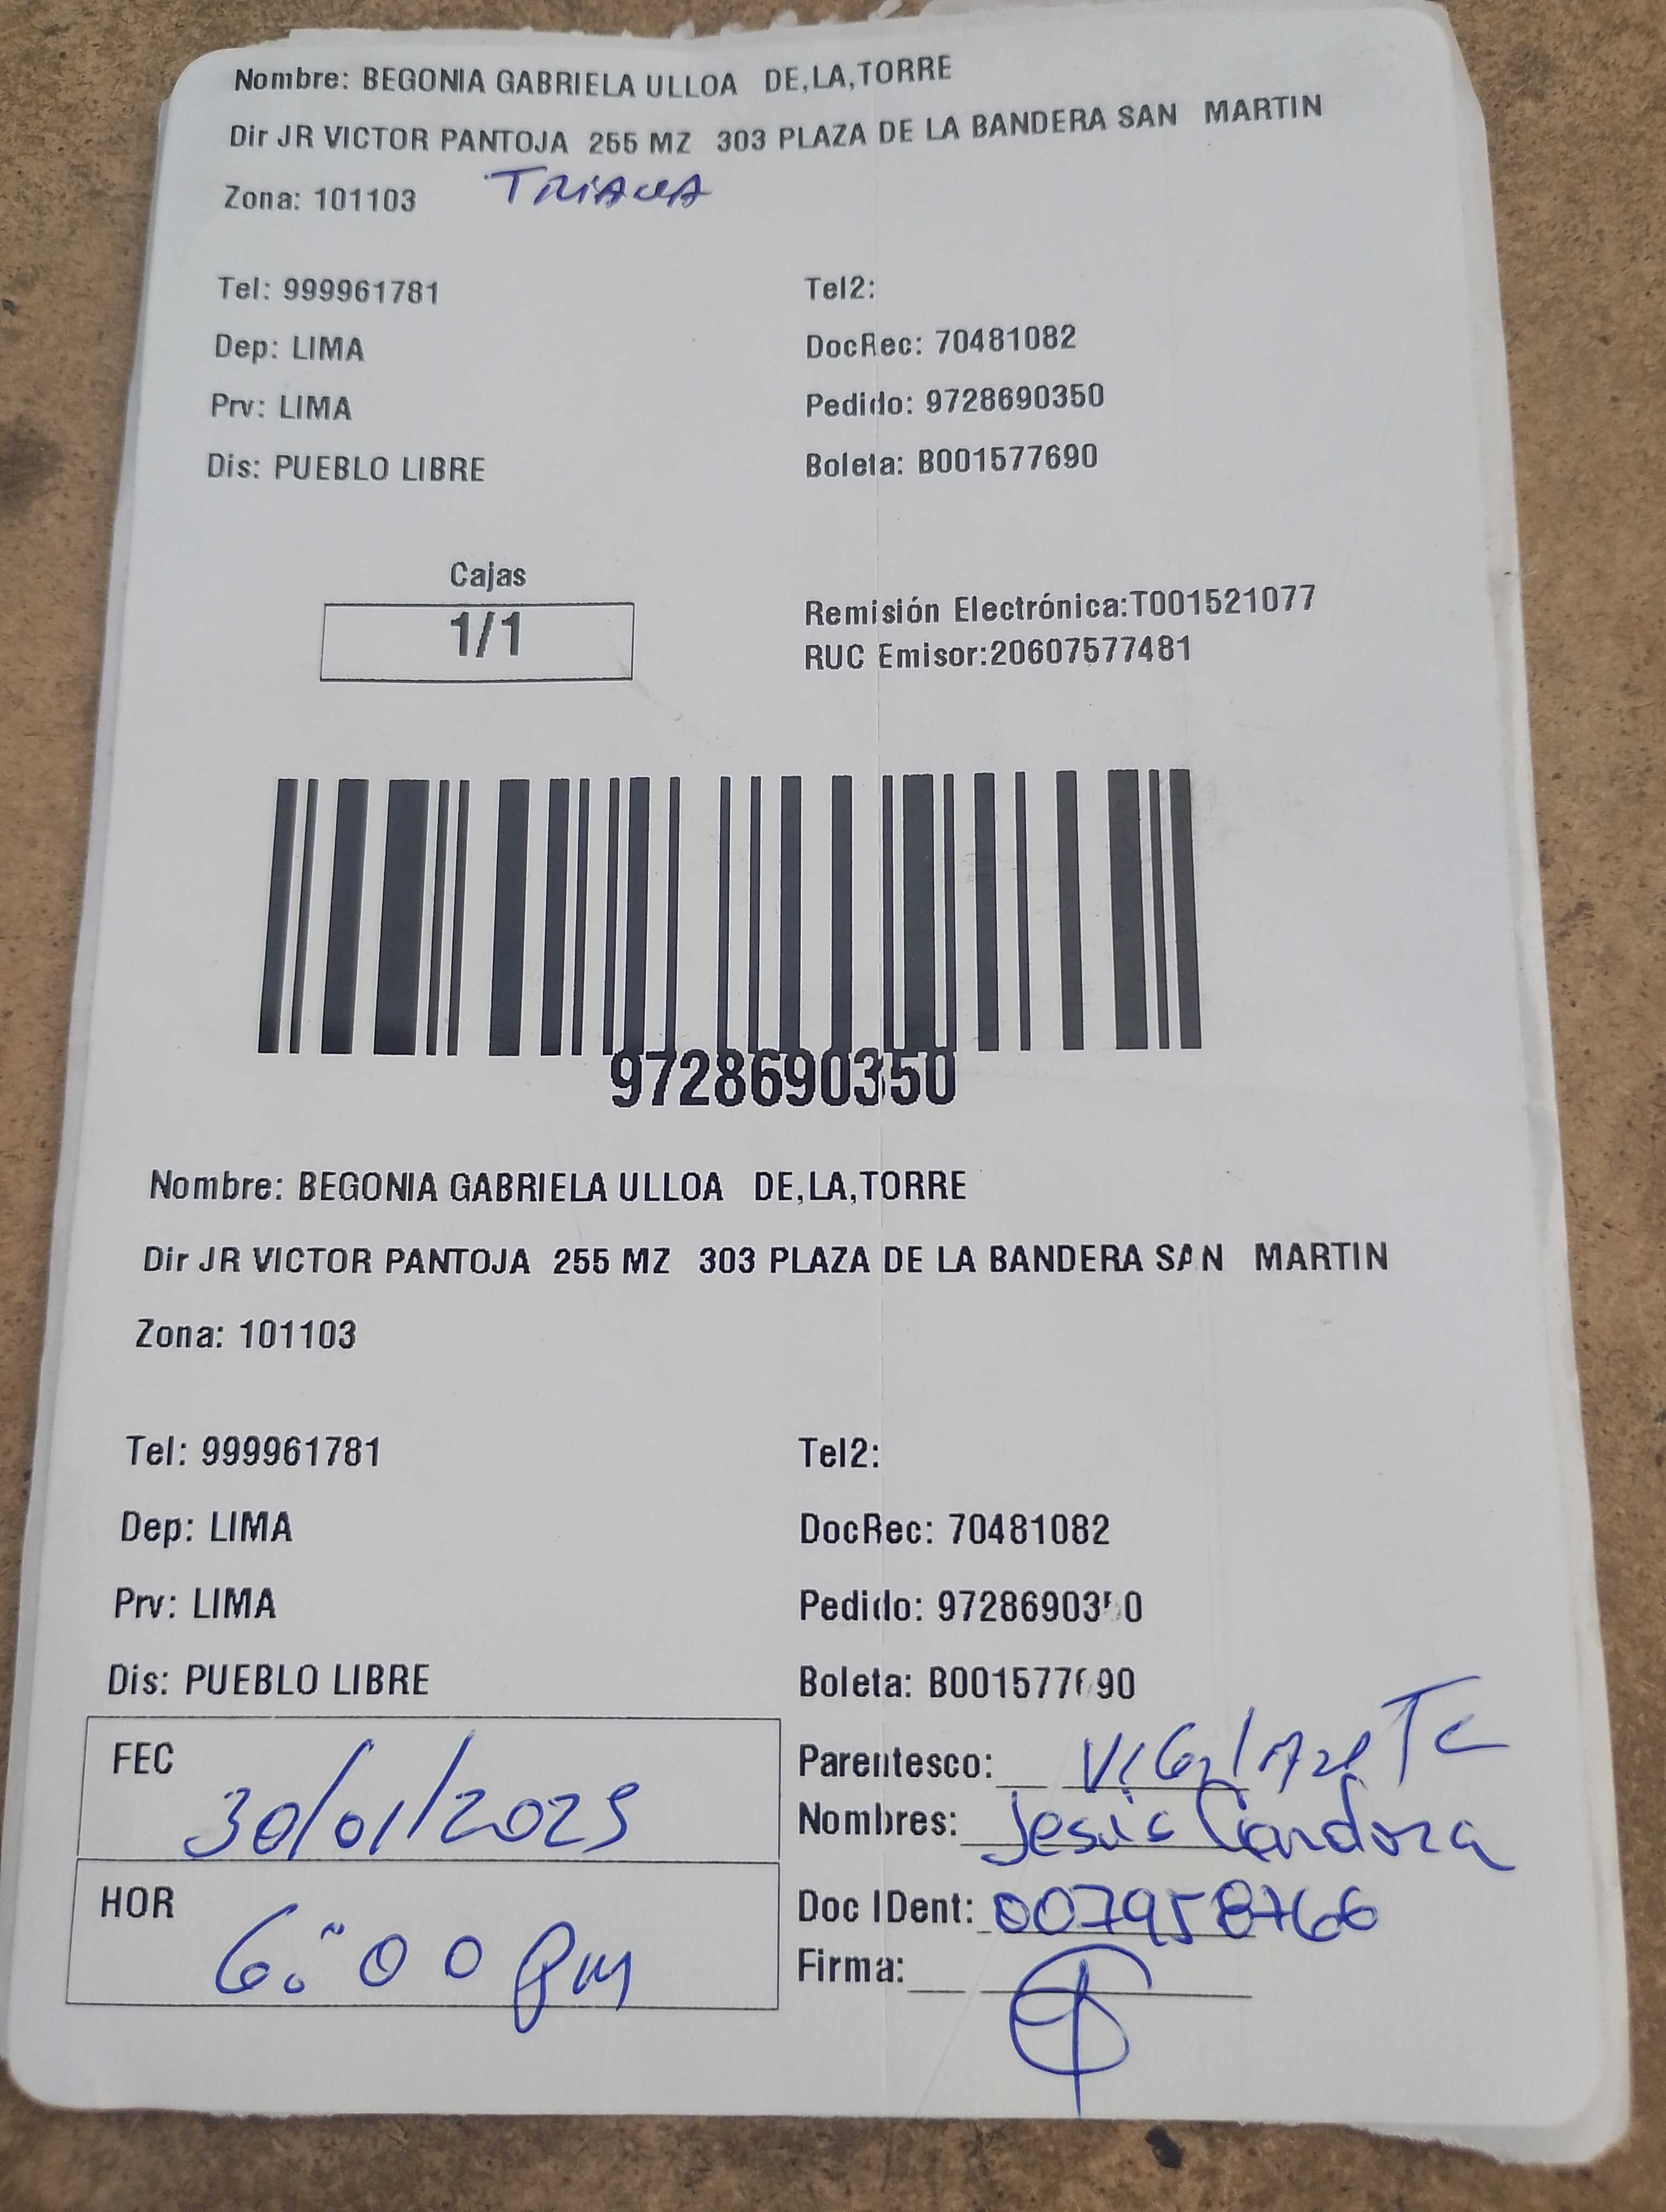 Nombre: BEGONIA GABRIELA ULLOA DE,LA,TORRE
Dir JR VICTOR PANTOJA 255 MZ 303 PLAZA DE LA BANDERA SAN MARTIN
Zona: 101103 TRIANA
Tel: 999961781 Tel2:
Dep: LIMA DocRec: 70481082
Prv: LIMA Pedido: 9728690350
Dis: PUEBLO LIBRE Boleta: B001577690
Cajas
1/1
Remisión Electrónica:T001521077
RUC Emisor:20607577481
9728690350
Nombre: BEGONIA GABRIELA ULLOA DE,LA,TORRE
Dir JR VICTOR PANTOJA 255 MZ 303 PLAZA DE LA BANDERA SAN MARTIN
Zona: 101103
Tel: 999961781 Tel2:
Dep: LIMA DocRec: 70481082
Prv: LIMA Pedido: 9728690350
Dis: PUEBLO LIBRE Boleta: B001577690
FEC 30/01/2025
HOR 6:00 pm
Parentesco: VIGILANTE
Nombres: Jesús Cardoza
Doc IDent: 007958766
Firma: